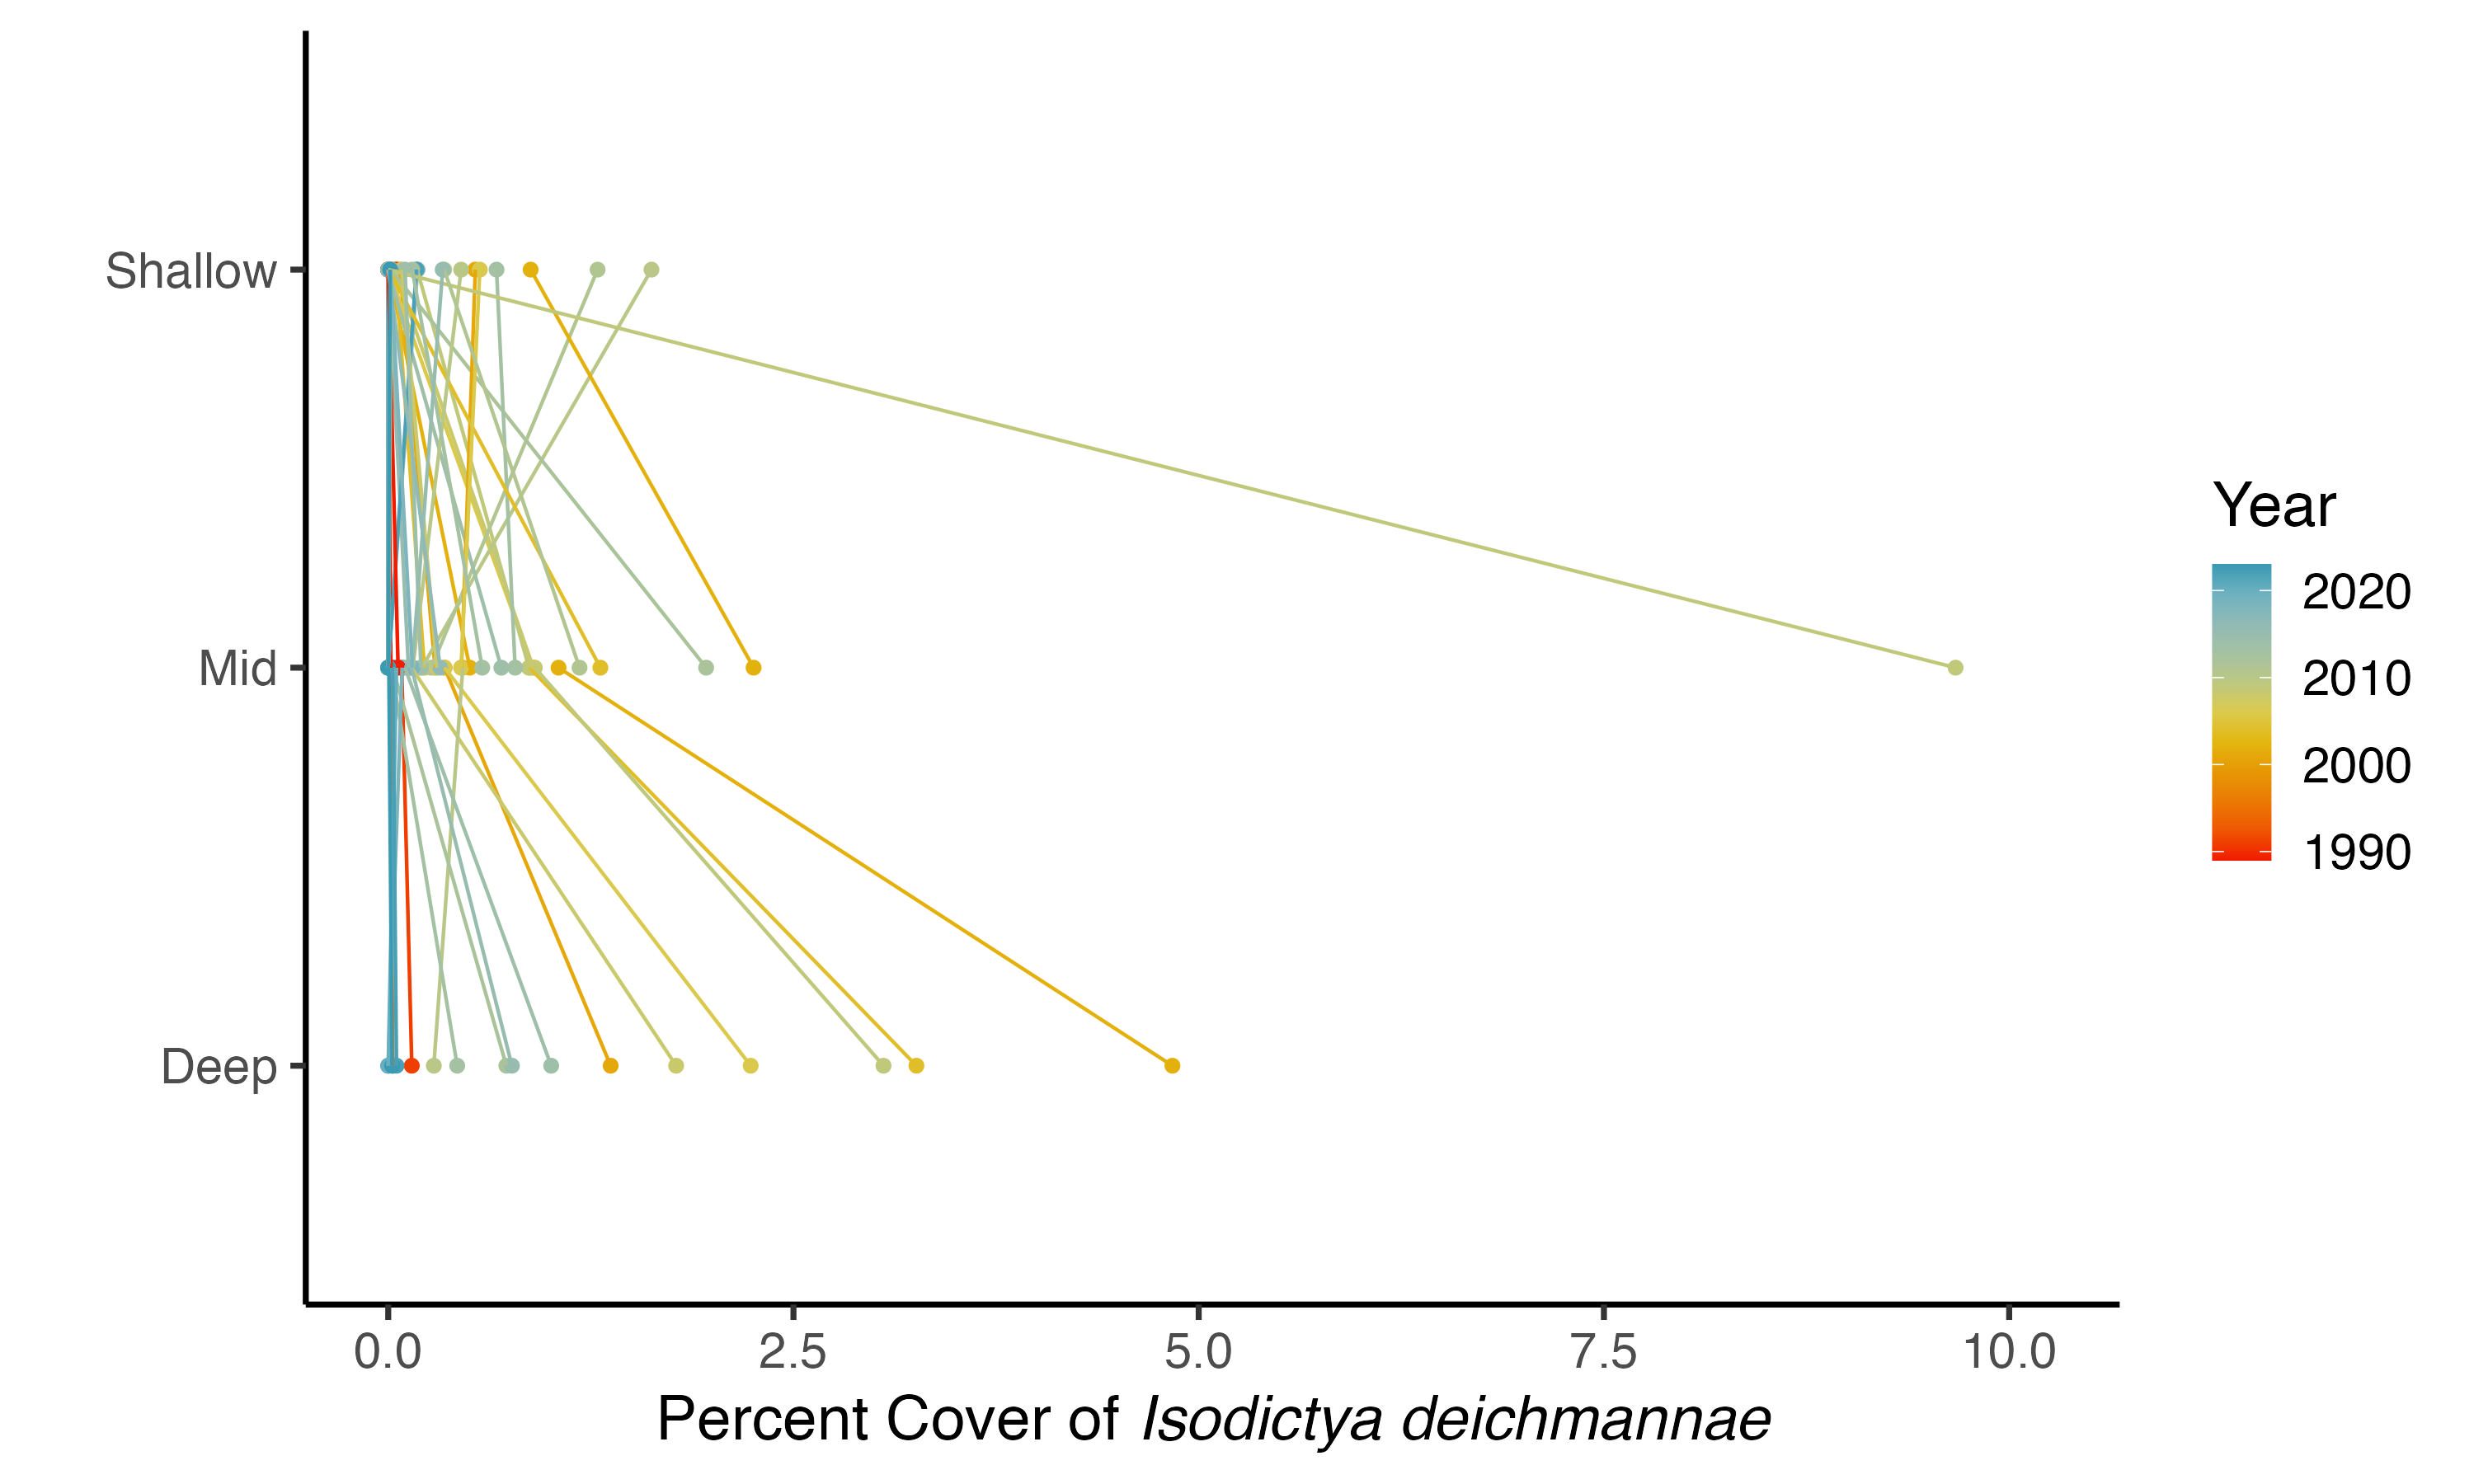 Shallow
Mid
Deep
0.0 2.5 5.0 7.5 10.0
Percent Cover of Isodictya deichmannae
Year
2020
2010
2000
1990